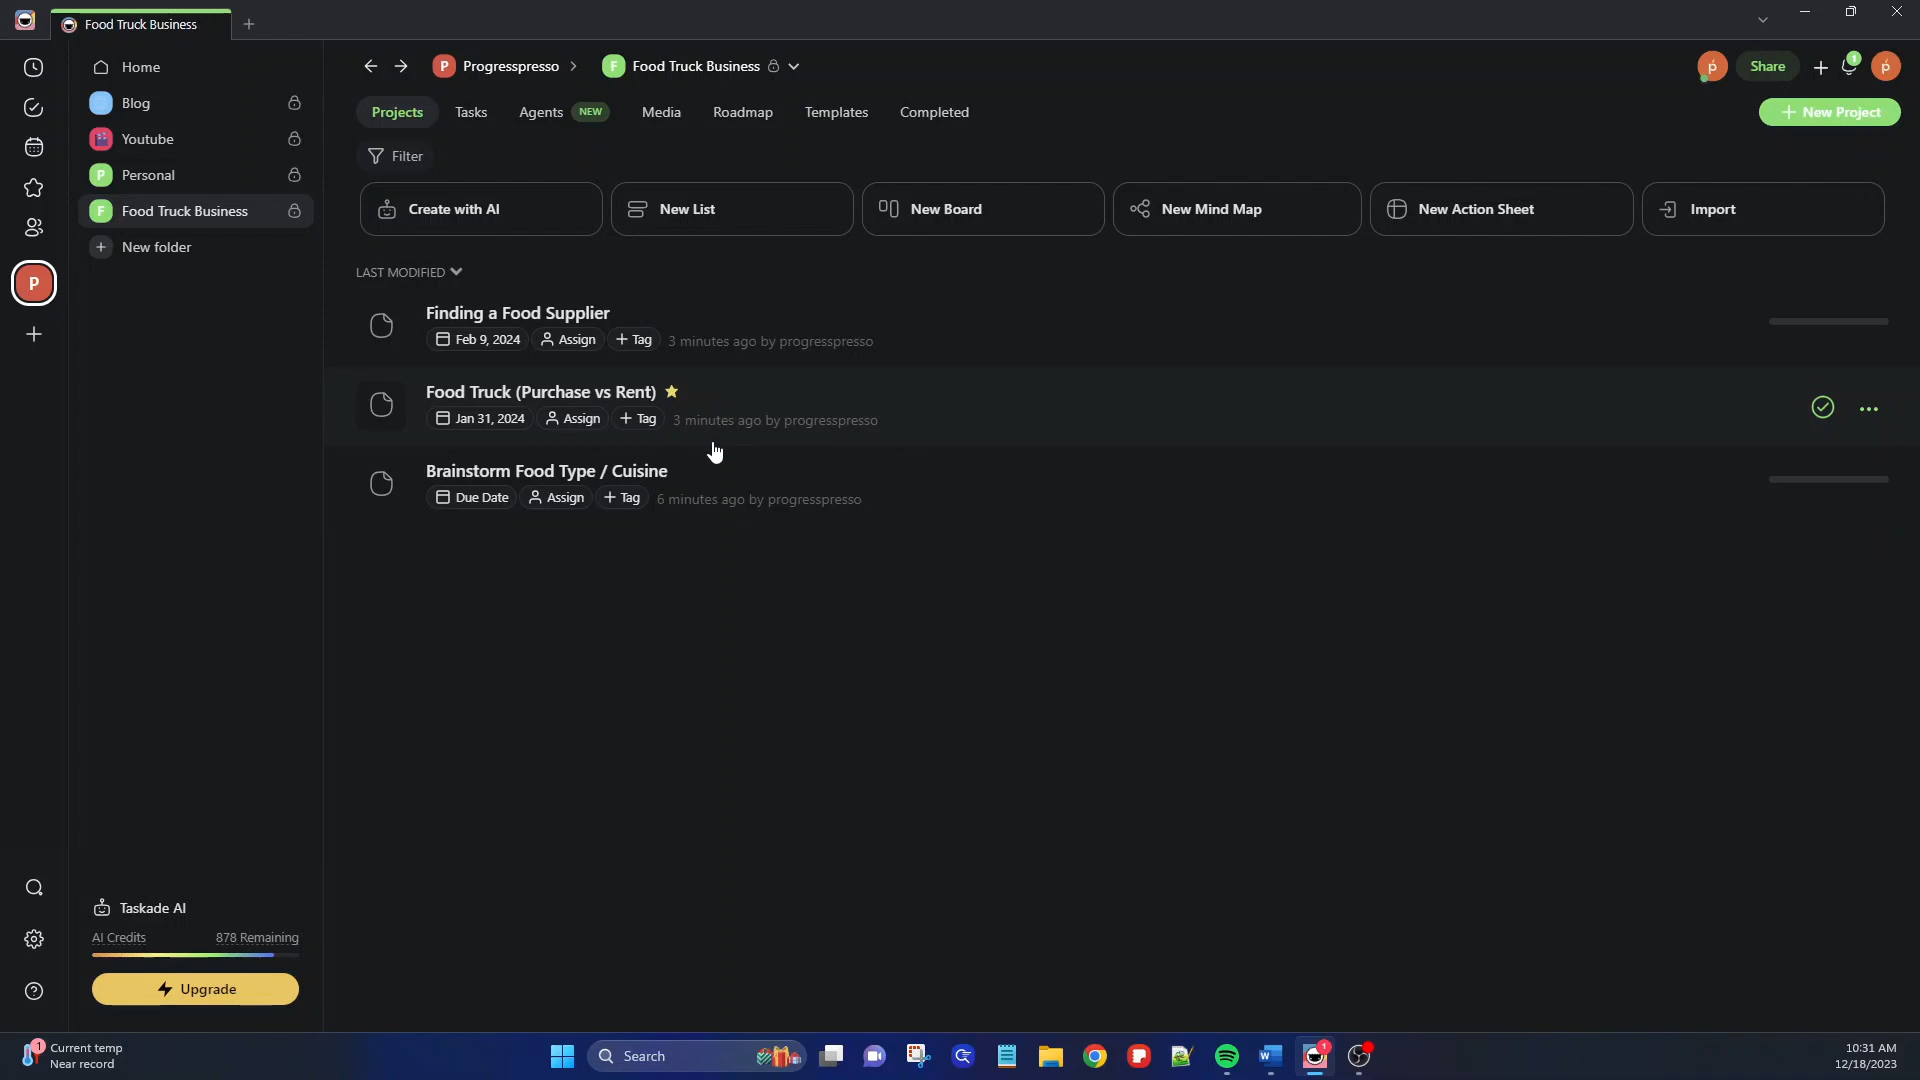 Food Truck Business
Home
Blog
Youtube
P Personal
F Food Truck Business
New folder
P
Taskade AI
AI Credits 878 Remaining
Upgrade
P Progresspresso F Food Truck Business
p Share 1 p
Projects Tasks Agents NEW Media Roadmap Templates Completed
New Project
Filter
Create with AI New List New Board New Mind Map New Action Sheet Import
LAST MODIFIED
Finding a Food Supplier
Feb 9, 2024 Assign + Tag 3 minutes ago by progresspresso
Food Truck (Purchase vs Rent)
Jan 31, 2024 Assign + Tag 3 minutes ago by progresspresso
Brainstorm Food Type / Cuisine
Due Date Assign + Tag 6 minutes ago by progresspresso
1 Current temp
Near record
Search
W
1
10:31 AM
12/18/2023